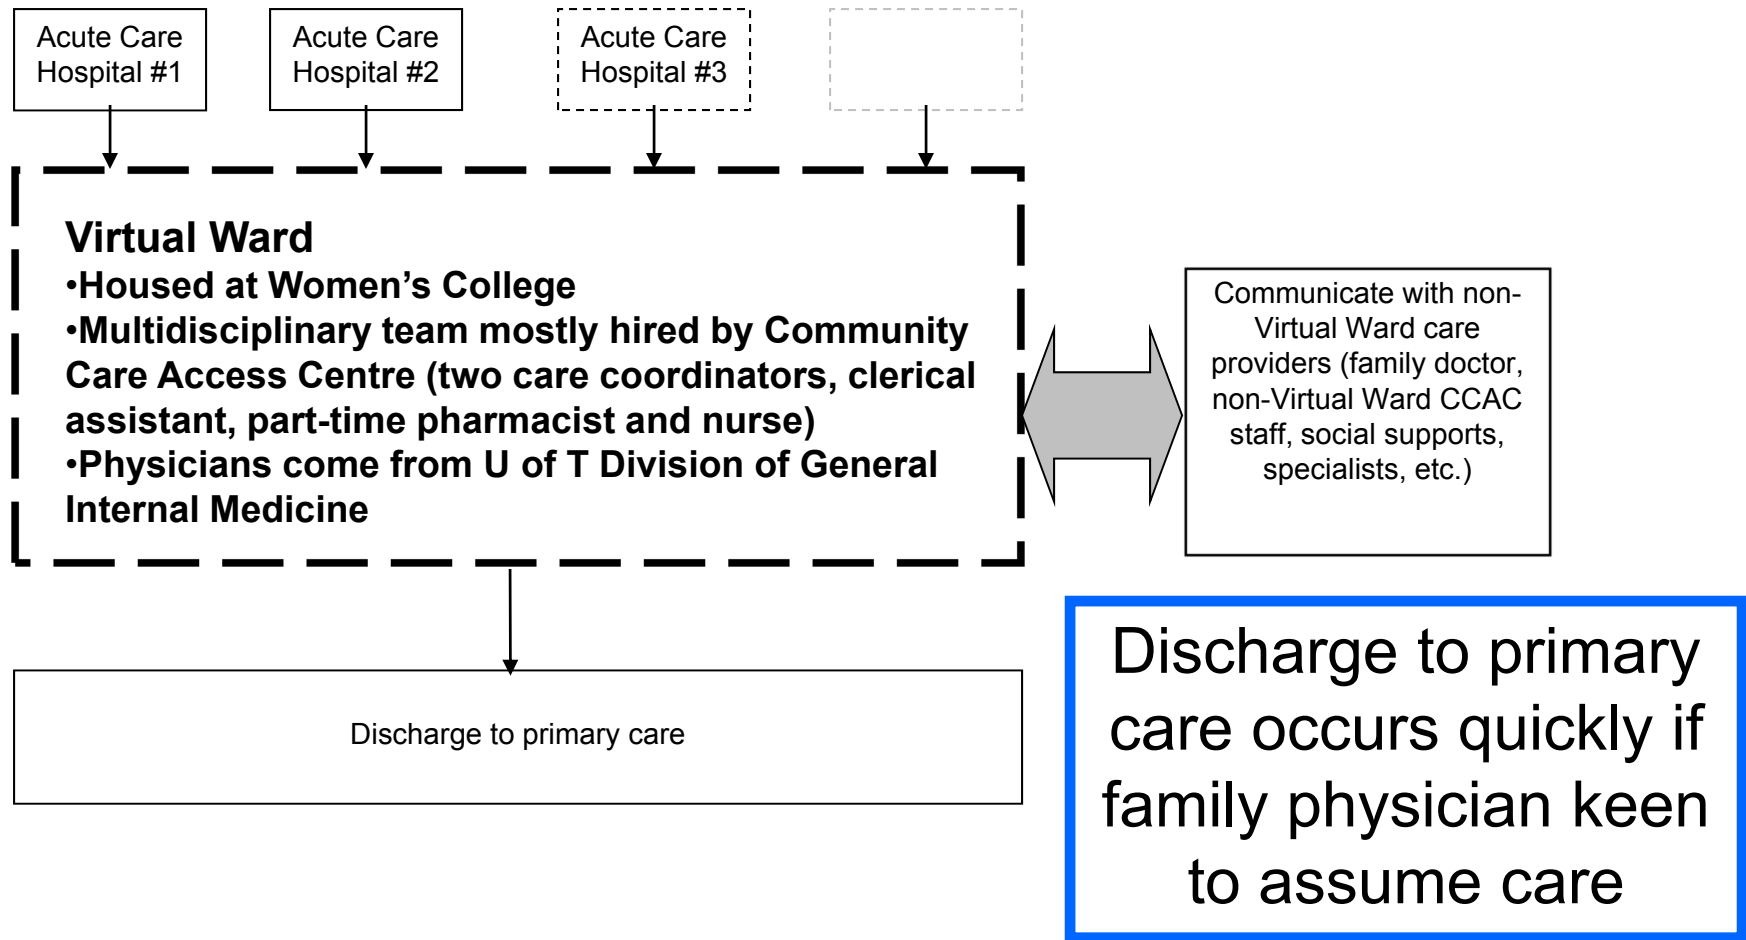 Acute Care
Hospital #1
Acute Care
Hospital #2
Acute Care
Hospital #3
Virtual Ward
•Housed at Women’s College
•Multidisciplinary team mostly hired by Community
Care Access Centre (two care coordinators, clerical
assistant, part-time pharmacist and nurse)
•Physicians come from U of T Division of General
Internal Medicine
Communicate with non-
Virtual Ward care
providers (family doctor,
non-Virtual Ward CCAC
staff, social supports,
specialists, etc.)
Discharge to primary care
Discharge to primary
care occurs quickly if
family physician keen
to assume care